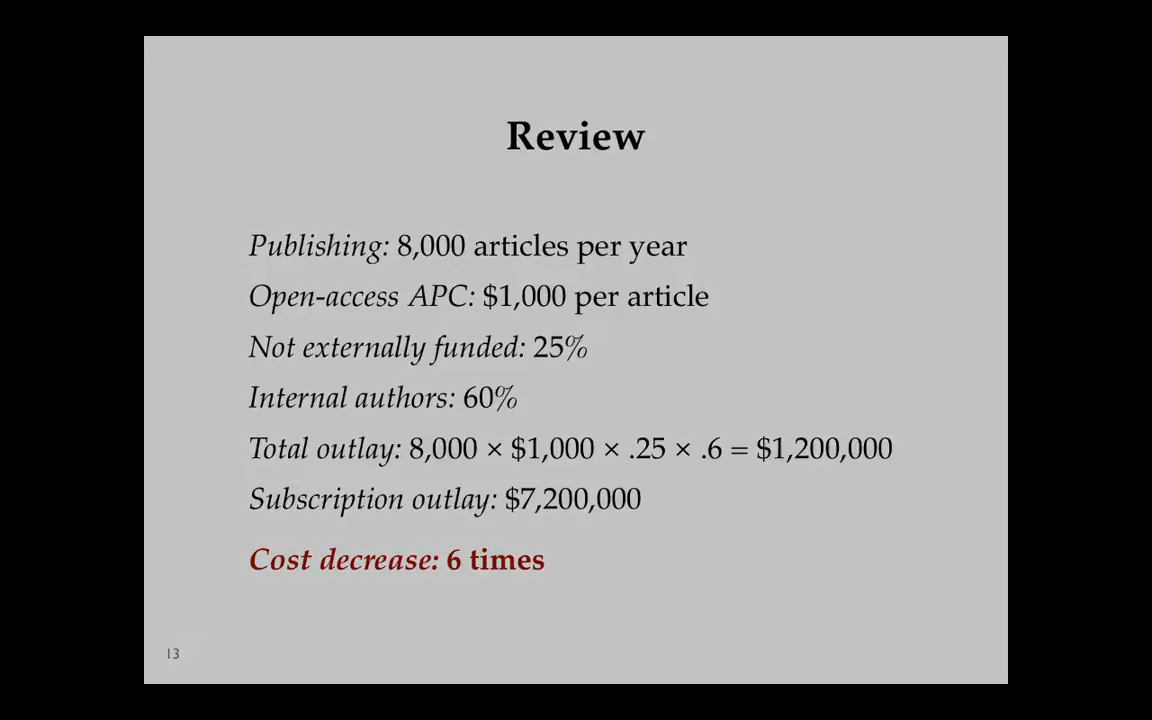 Review
Publishing: 8,000 articles per year
Open-access APC: $1,000 per article
Not externally funded: 25%
Internal authors: 60%
Total outlay: 8,000 × $1,000 × .25 × .6 = $1,200,000
Subscription outlay: $7,200,000
Cost decrease: 6 times
13